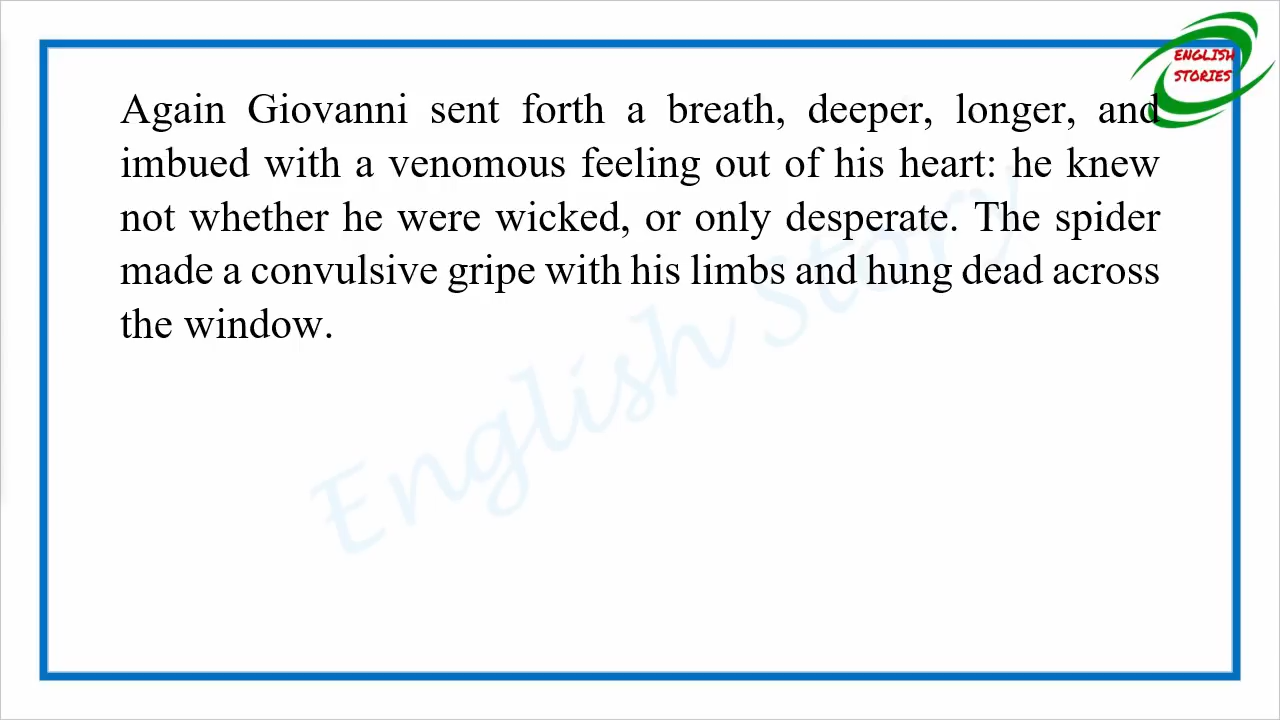 ENGLISH
STORIES
Again Giovanni sent forth a breath, deeper, longer, and
imbued with a venomous feeling out of his heart: he knew
not whether he were wicked, or only desperate. The spider
made a convulsive gripe with his limbs and hung dead across
the window.
English Story